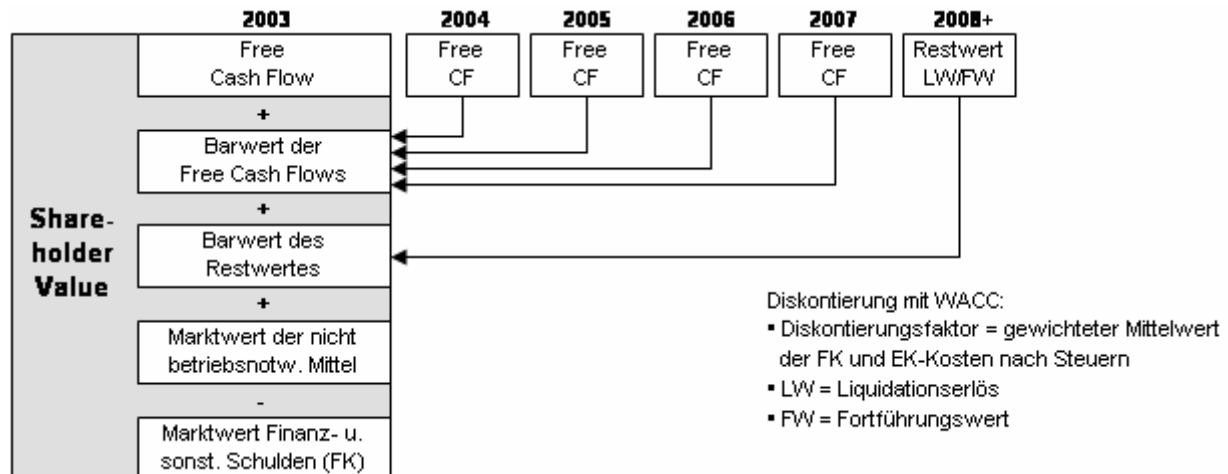 2003 2004 2005 2006 2007 2008+
Free
Cash Flow
Free
CF
Free
CF
Free
CF
Free
CF
Restwert
LW/FW
+
Barwert der
Free Cash Flows
+
Share-
holder
Value
Barwert des
Restwertes
+
Marktwert der nicht
betriebsnotw. Mittel
-
Marktwert Finanz- u.
sonst. Schulden (FK)
Diskontierung mit WACC:
▪ Diskontierungsfaktor = gewichteter Mittelwert
der FK und EK-Kosten nach Steuern
▪ LW = Liquidationserlös
▪ FW = Fortführungswert